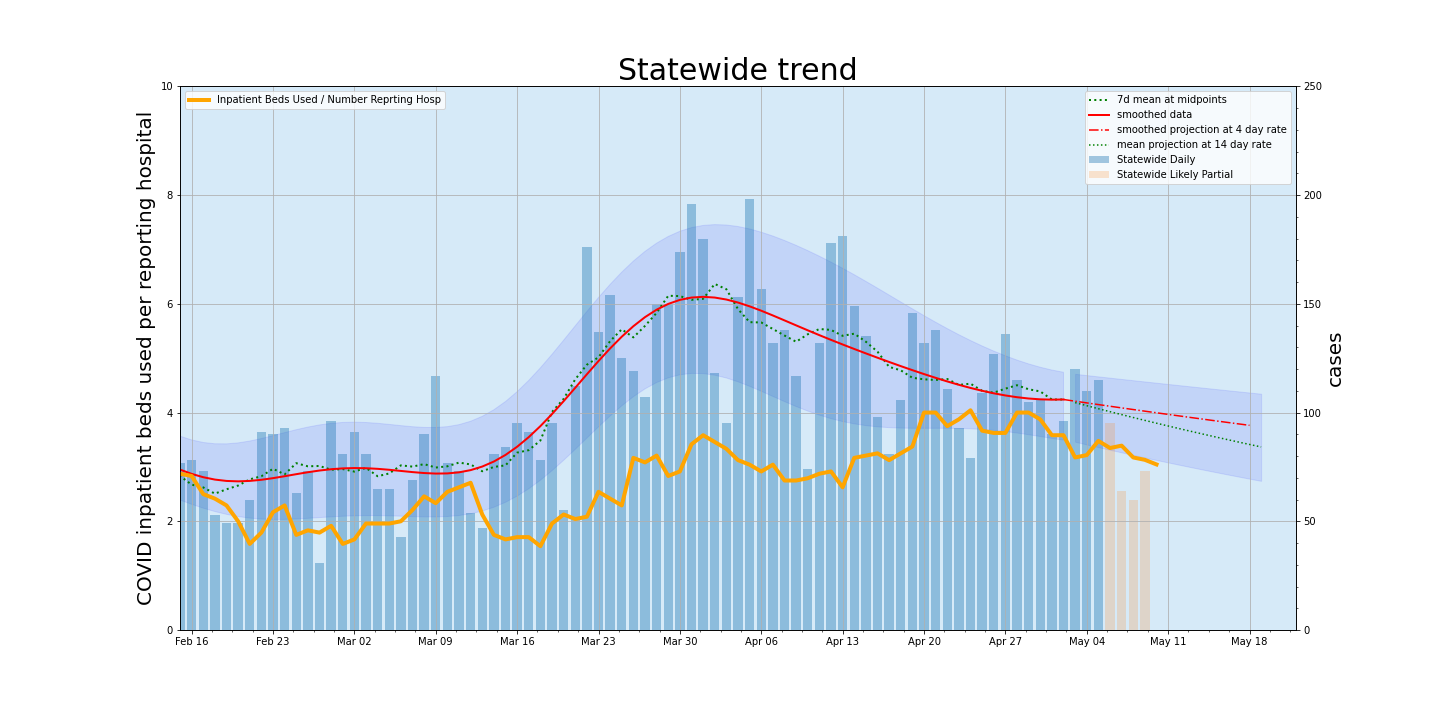 Statewide trend
Inpatient Beds Used / Number Reprting Hosp
7d mean at midpoints
smoothed data
smoothed projection at 4 day rate
mean projection at 14 day rate
Statewide Daily
Statewide Likely Partial
COVID inpatient beds used per reporting hospital
10
8
6
4
2
0
250
200
150
100
50
0
cases
Feb 16 Feb 23 Mar 02 Mar 09 Mar 16 Mar 23 Mar 30 Apr 06 Apr 13 Apr 20 Apr 27 May 04 May 11 May 18